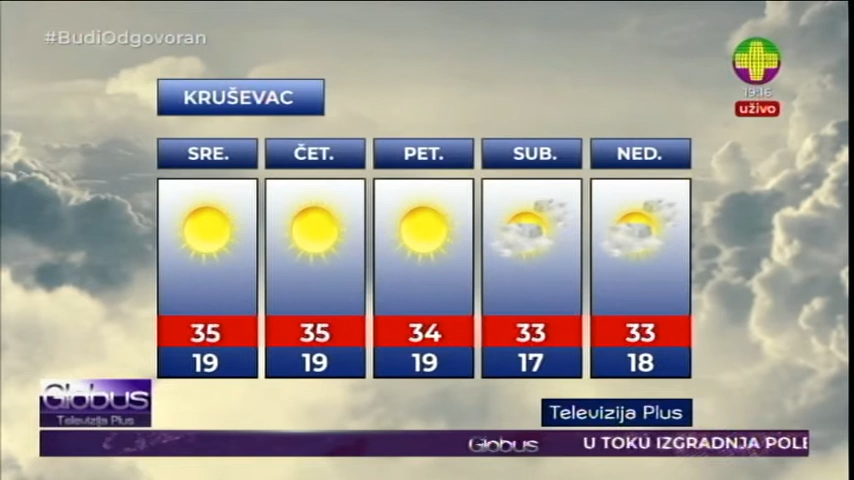 #BudiOdgovoran
19:16
uživo
KRUŠEVAC
SRE. ČET. PET. SUB. NED.
35 35 34 33 33
19 19 19 17 18
Globus
Televizija Plus
Televizija Plus
Globus U TOKU IZGRADNJA